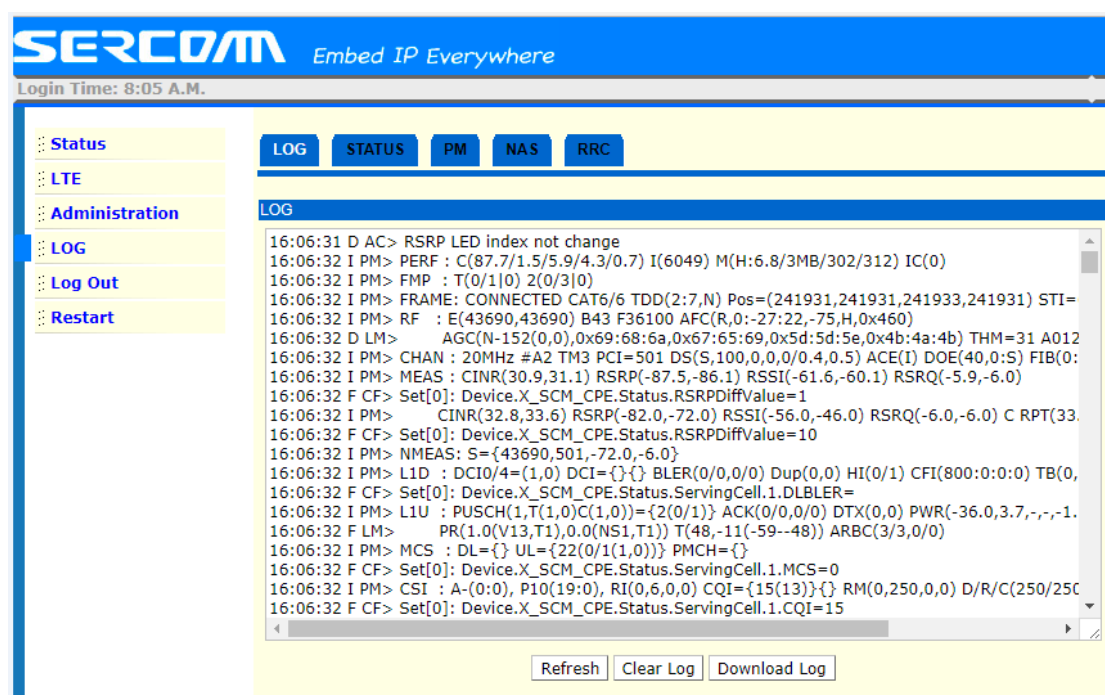 SERCOMM Embed IP Everywhere
Login Time: 8:05 A.M.
Status
LTE
Administration
LOG
Log Out
Restart
LOG STATUS PM NAS RRC
LOG
16:06:31 D AC> RSRP LED index not change
16:06:32 I PM> PERF : C(87.7/1.5/5.9/4.3/0.7) I(6049) M(H:6.8/3MB/302/312) IC(0)
16:06:32 I PM> FMP : T(0/1|0) 2(0/3|0)
16:06:32 I PM> FRAME: CONNECTED CAT6/6 TDD(2:7,N) Pos=(241931,241931,241933,241931) STI=
16:06:32 I PM> RF : E(43690,43690) B43 F36100 AFC(R,0:-27:22,-75,H,0x460)
16:06:32 D LM> AGC(N-152(0,0),0x69:68:6a,0x67:65:69,0x5d:5d:5e,0x4b:4a:4b) THM=31 A012
16:06:32 I PM> CHAN : 20MHz #A2 TM3 PCI=501 DS(S,100,0,0,0/0.4,0.5) ACE(I) DOE(40,0:S) FIB(0:
16:06:32 I PM> MEAS : CINR(30.9,31.1) RSRP(-87.5,-86.1) RSSI(-61.6,-60.1) RSRQ(-5.9,-6.0)
16:06:32 F CF> Set[0]: Device.X_SCM_CPE.Status.RSRPDiffValue=1
16:06:32 I PM> CINR(32.8,33.6) RSRP(-82.0,-72.0) RSSI(-56.0,-46.0) RSRQ(-6.0,-6.0) C RPT(33.
16:06:32 F CF> Set[0]: Device.X_SCM_CPE.Status.RSRPDiffValue=10
16:06:32 I PM> NMEAS: S={43690,501,-72.0,-6.0}
16:06:32 I PM> L1D : DCI0/4=(1,0) DCI={}{} BLER(0/0,0/0) Dup(0,0) HI(0/1) CFI(800:0:0:0) TB(0,
16:06:32 F CF> Set[0]: Device.X_SCM_CPE.Status.ServingCell.1.DLBLER=
16:06:32 I PM> L1U : PUSCH(1,T(1,0)C(1,0))={2(0/1)} ACK(0/0,0/0) DTX(0,0) PWR(-36.0,3.7,-,-,-1.
16:06:32 F LM> PR(1.0(V13,T1),0.0(NS1,T1)) T(48,-11(-59--48)) ARBC(3/3,0/0)
16:06:32 I PM> MCS : DL={} UL={22(0/1(1,0))} PMCH={}
16:06:32 F CF> Set[0]: Device.X_SCM_CPE.Status.ServingCell.1.MCS=0
16:06:32 I PM> CSI : A-(0:0), P10(19:0), RI(0,6,0,0) CQI={15(13)}{} RM(0,250,0,0) D/R/C(250/250
16:06:32 F CF> Set[0]: Device.X_SCM_CPE.Status.ServingCell.1.CQI=15
Refresh Clear Log Download Log